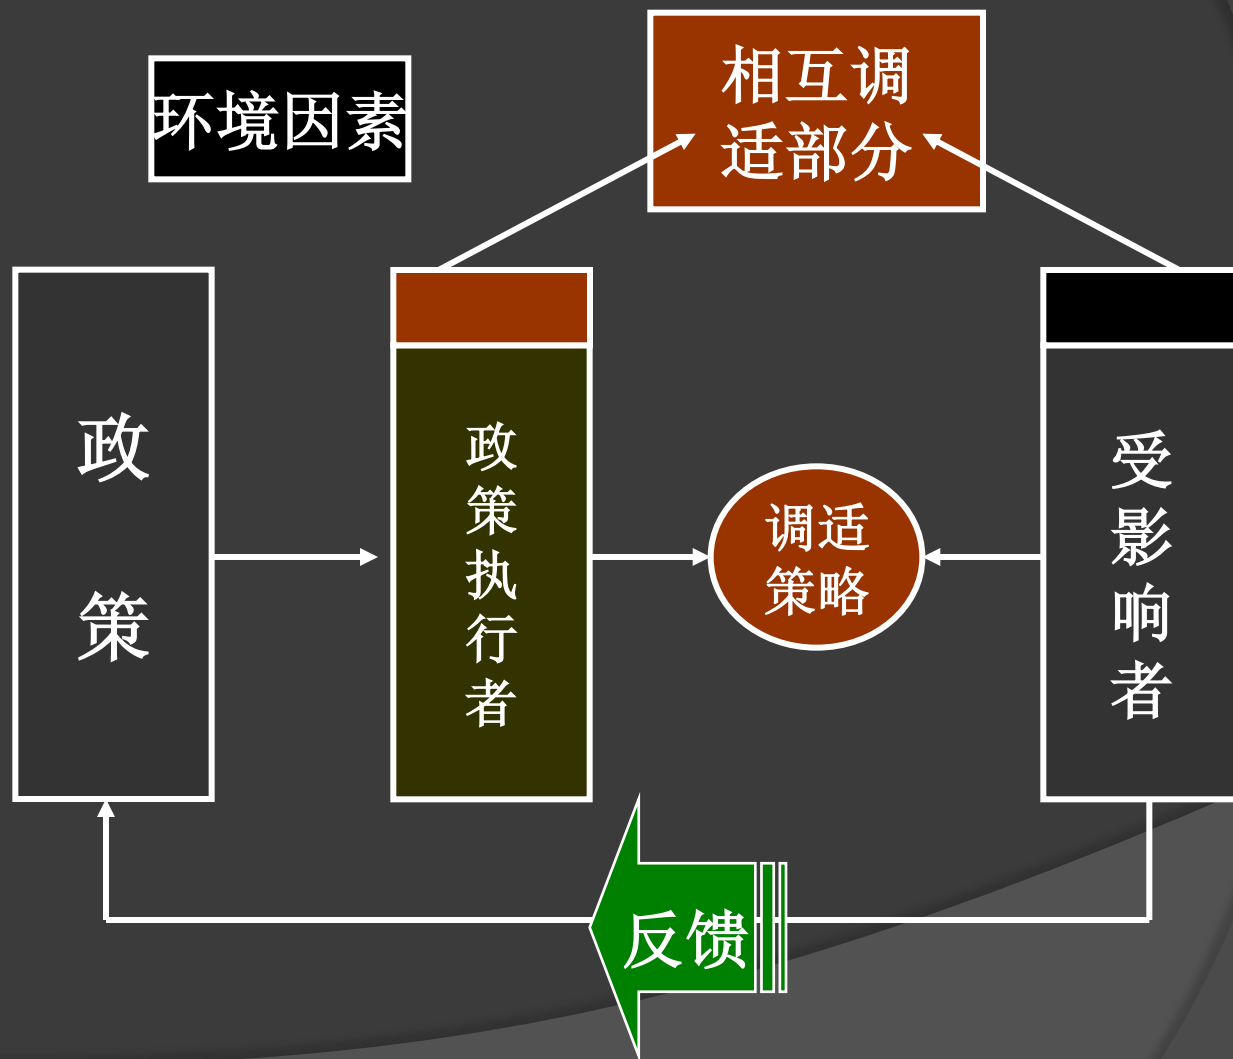 环境因素
相互调
适部分
政
策
政
策
执
行
者
调适
策略
受
影
响
者
反馈